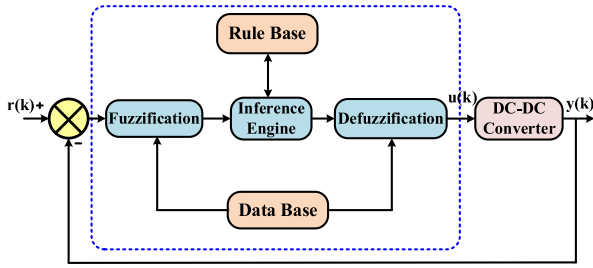 Rule Base
r(k)+
Fuzzification
Inference
Engine
Defuzzification
u(k)
DC-DC
Converter
y(k)
-
Data Base